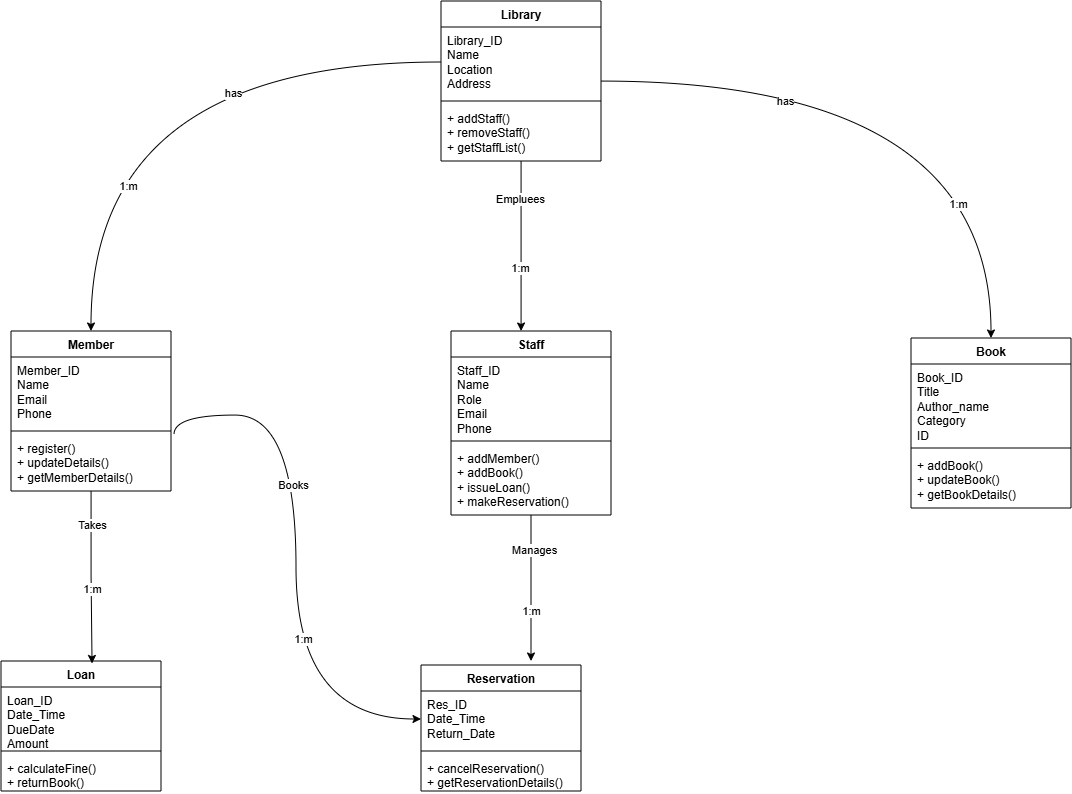 Library
Library_ID
Name
Location
Address
+ addStaff()
+ removeStaff()
+ getStaffList()
has
has
1:m
Empluees
1:m
1:m
Member
Member_ID
Name
Email
Phone
+ register()
+ updateDetails()
+ getMemberDetails()
Staff
Staff_ID
Name
Role
Email
Phone
+ addMember()
+ addBook()
+ issueLoan()
+ makeReservation()
Book
Book_ID
Title
Author_name
Category
ID
+ addBook()
+ updateBook()
+ getBookDetails()
Takes
1:m
Books
1:m
Manages
1:m
Loan
Loan_ID
Date_Time
DueDate
Amount
+ calculateFine()
+ returnBook()
Reservation
Res_ID
Date_Time
Return_Date
+ cancelReservation()
+ getReservationDetails()